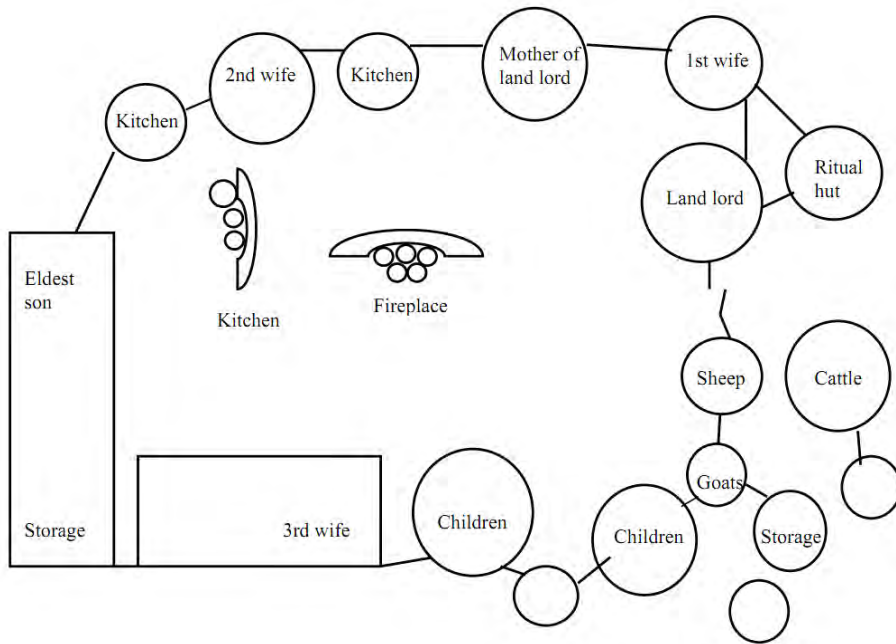 Mother of
land lord
1st wife
2nd wife
Kitchen
Kitchen
Ritual
hut
Land lord
Eldest
son
Kitchen
Fireplace
Sheep
Cattle
Goats
Storage
3rd wife
Children
Children
Storage